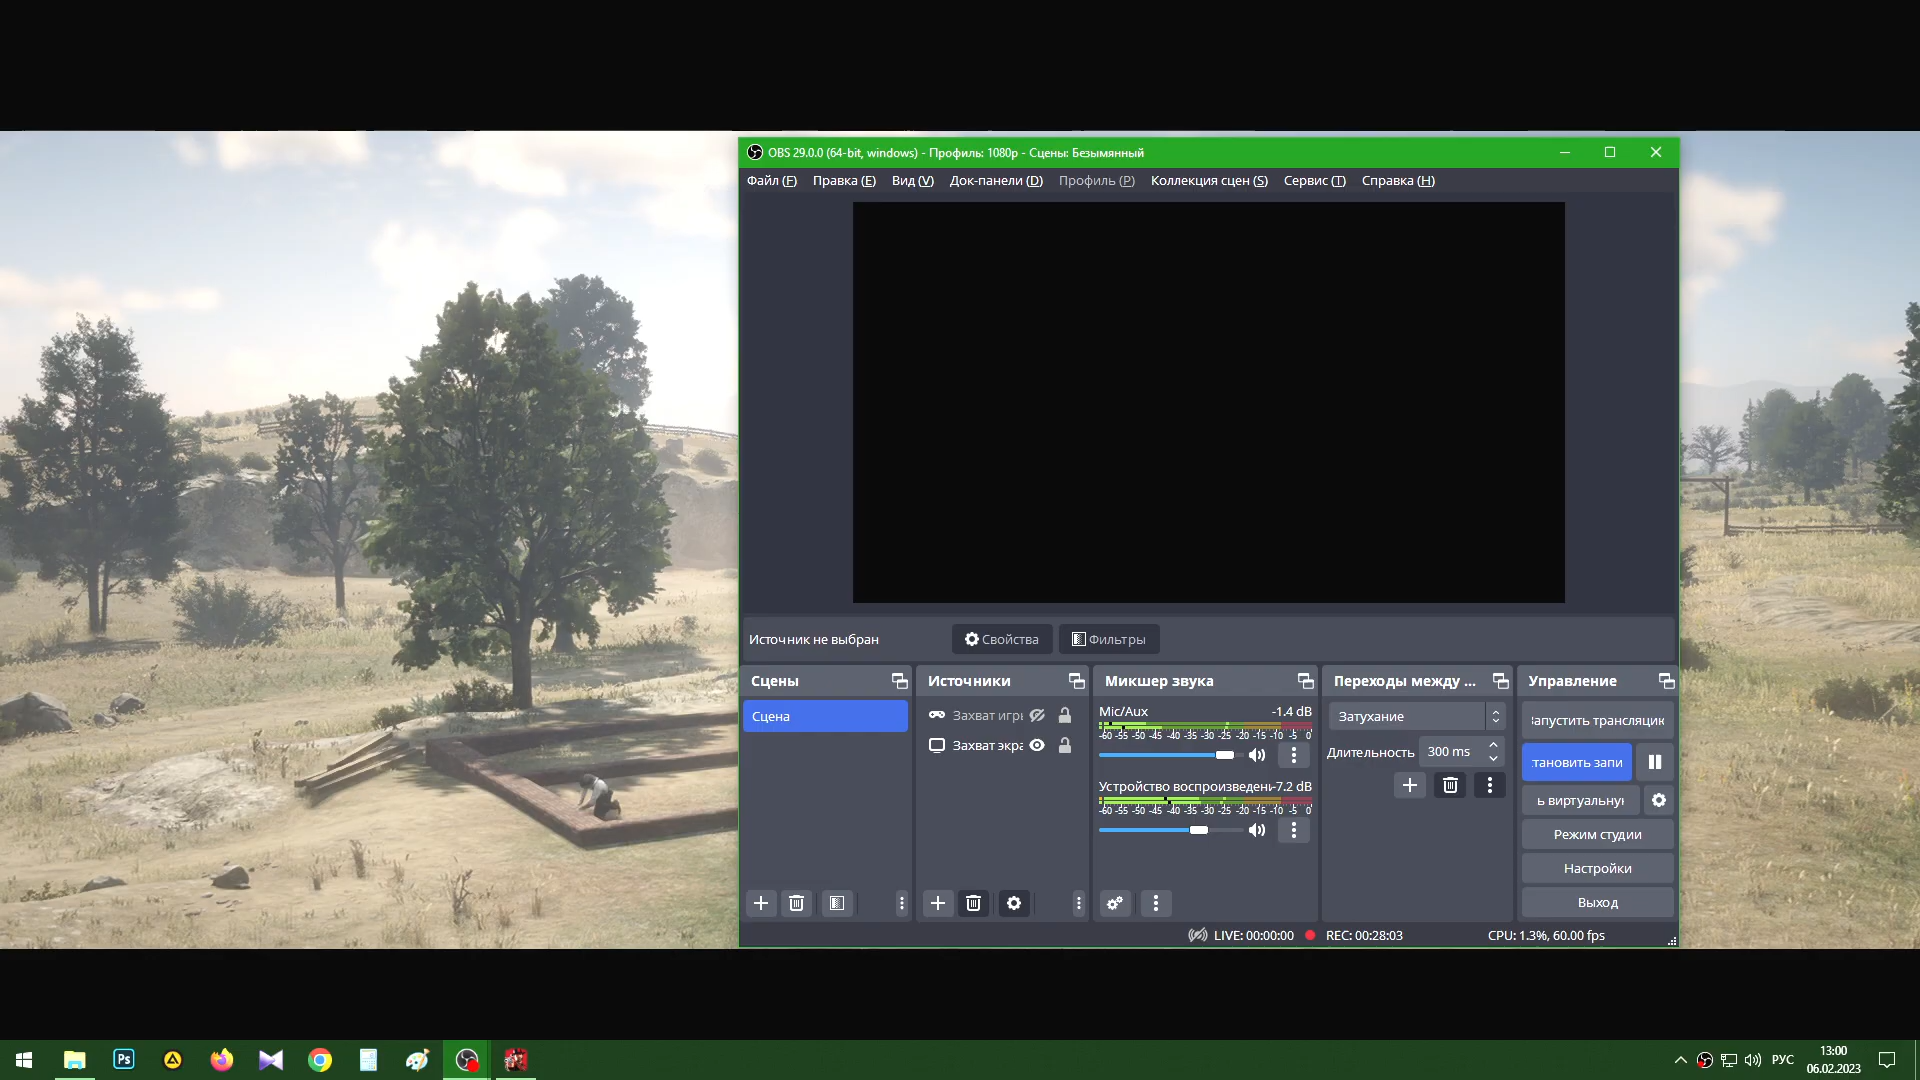 OBS 29.0.0 (64-bit, windows) - Профиль: 1080p - Сцены: Безымянный
Файл (F) Правка (E) Вид (V) Док-панели (D) Профиль (P) Коллекция сцен (S) Сервис (T) Справка (H)
Источник не выбран Свойства Фильтры
Сцены Источники Микшер звука Переходы между ... Управление
Сцена
Захват игры
Захват экра
Mic/Aux -1.4 dB
-60 -55 -50 -45 -40 -35 -30 -25 -20 -15 -10 -5 0
Устройство воспроизведени -7.2 dB
-60 -55 -50 -45 -40 -35 -30 -25 -20 -15 -10 -5 0
Затухание
Длительность 300 ms
апустить трансляцию
тановить запи
ь виртуальну
Режим студии
Настройки
Выход
LIVE: 00:00:00 REC: 00:28:03 CPU: 1.3%, 60.00 fps
Ps
РУС
13:00
06.02.2023